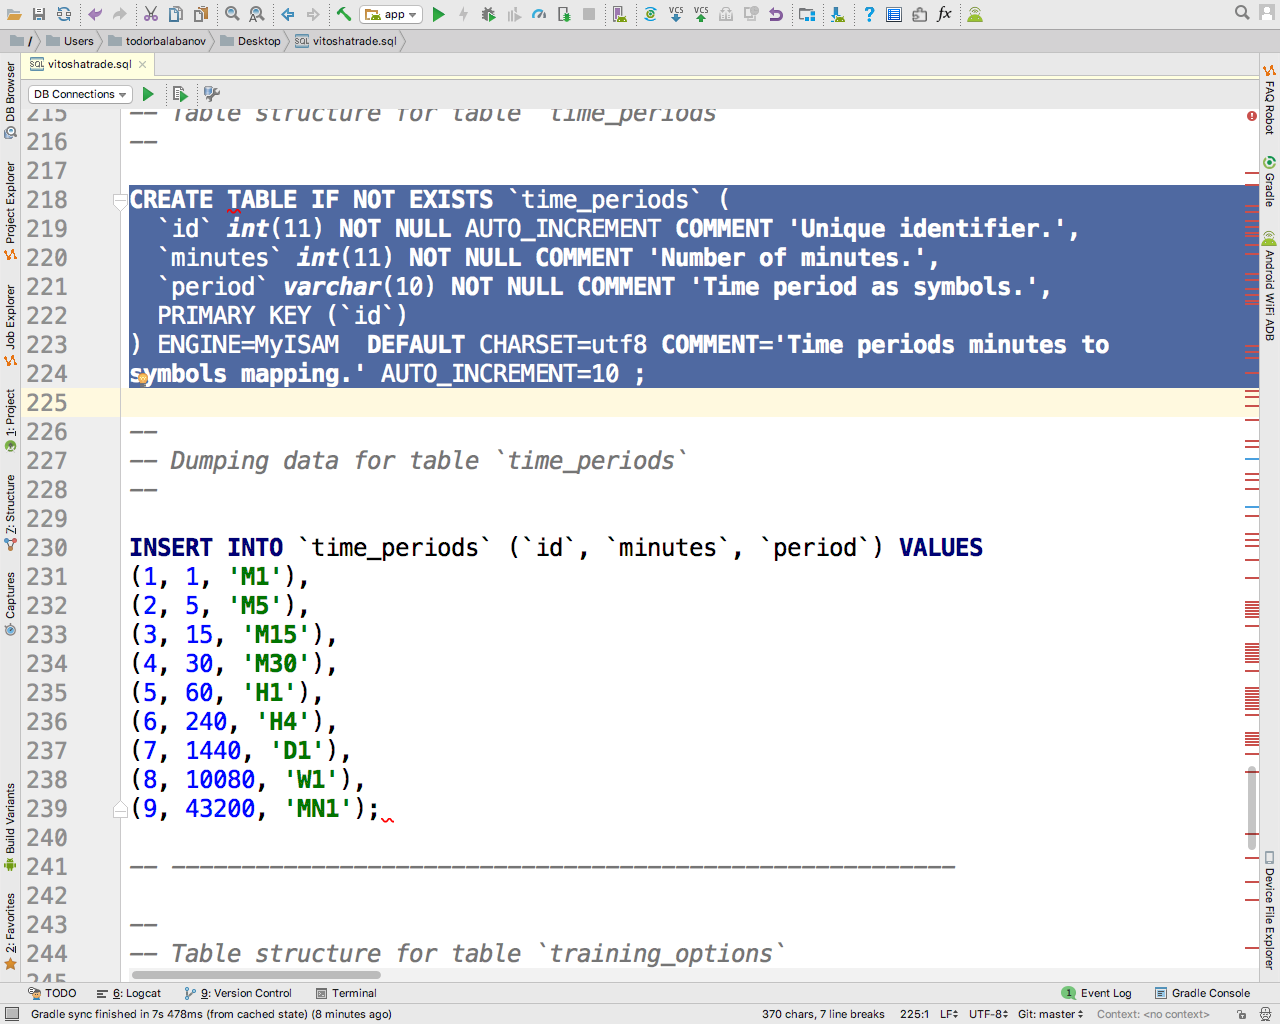 app
fx
/ Users todorbalabanov Desktop vitoshatrade.sql
vitoshatrade.sql
DB Connections
215 -- Table structure for table `time_periods`
216 --
217
218 CREATE TABLE IF NOT EXISTS `time_periods` (
219 `id` int(11) NOT NULL AUTO_INCREMENT COMMENT 'Unique identifier.',
220 `minutes` int(11) NOT NULL COMMENT 'Number of minutes.',
221 `period` varchar(10) NOT NULL COMMENT 'Time period as symbols.',
222 PRIMARY KEY (`id`)
223 ) ENGINE=MyISAM  DEFAULT CHARSET=utf8 COMMENT='Time periods minutes to
224 symbols mapping.' AUTO_INCREMENT=10 ;
225
226 --
227 -- Dumping data for table `time_periods`
228 --
229
230 INSERT INTO `time_periods` (`id`, `minutes`, `period`) VALUES
231 (1, 1, 'M1'),
232 (2, 5, 'M5'),
233 (3, 15, 'M15'),
234 (4, 30, 'M30'),
235 (5, 60, 'H1'),
236 (6, 240, 'H4'),
237 (7, 1440, 'D1'),
238 (8, 10080, 'W1'),
239 (9, 43200, 'MN1');
240
241 -- --------------------------------------------------------
242
243 --
244 -- Table structure for table `training_options`
245
DB Browser
Project Explorer
Job Explorer
1: Project
7: Structure
Captures
Build Variants
2: Favorites
FAQ Robot
Gradle
Android WiFi ADB
Device File Explorer
TODO 6: Logcat 9: Version Control Terminal 1 Event Log Gradle Console
Gradle sync finished in 7s 478ms (from cached state) (8 minutes ago) 370 chars, 7 line breaks 225:1 LF UTF-8 Git: master Context: <no context>